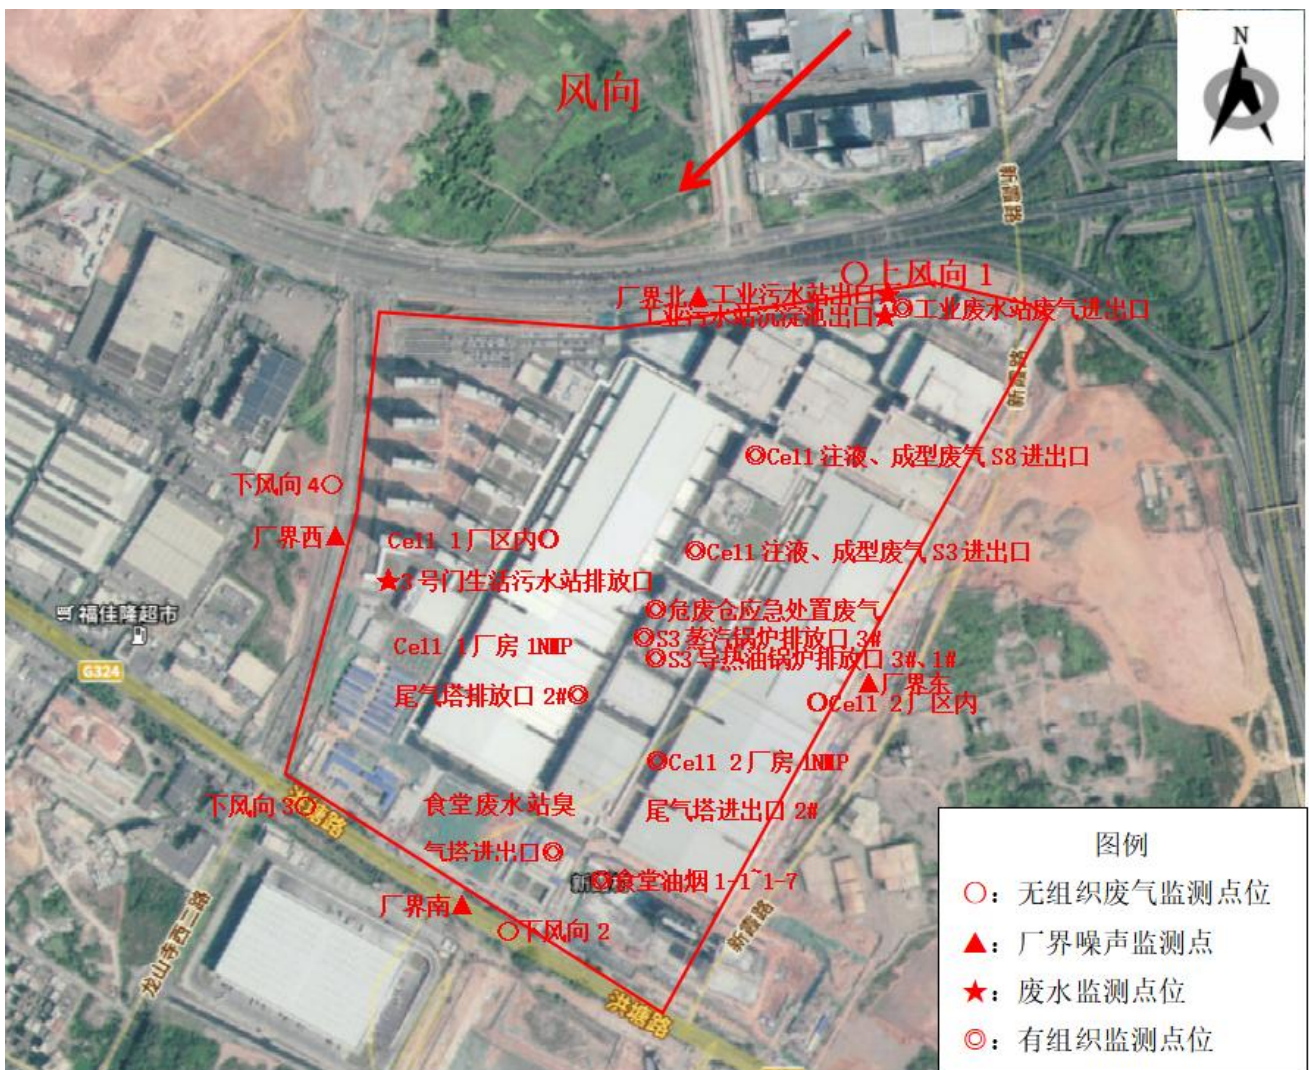 N
风向
新霞路
上风向 1
厂界北
工业污水站出口
工业污水站沉淀池出口
工业废水站废气进出口
新霞路
Cell 注液、成型废气 S8 进出口
下风向 4
厂界西
Cell 1 厂区内
Cell 注液、成型废气 S3 进出口
3 号门生活污水站排放口
福佳隆超市
危废仓应急处置废气
S3 蒸汽锅炉排放口 3#
Cell 1 厂房 1NMP
S3 导热油锅炉排放口 3#、1#
G324
厂界东
尾气塔排放口 2#
Cell 2 厂区内
Cell 2 厂房 1NMP
下风向 3
洪塘路
食堂废水站臭
尾气塔进出口 2#
气塔进出口
食堂油烟 1-1~1-7
厂界南
下风向 2
新霞路
龙山寺西二路
洪塘路
图例
○：无组织废气监测点位
▲：厂界噪声监测点
★：废水监测点位
◎：有组织监测点位